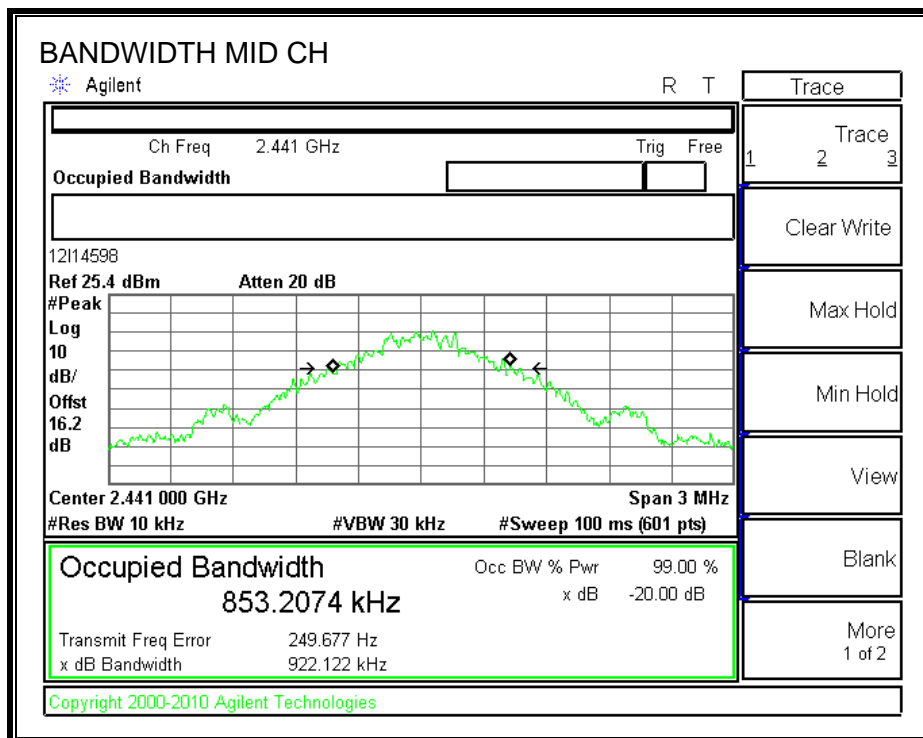 BANDWIDTH MID CH
Agilent R T
Trace
Ch Freq 2.441 GHz Trig Free
Occupied Bandwidth
Trace
1 2 3
Clear Write
Max Hold
Min Hold
View
Blank
More
1 of 2
12I14598
Ref 25.4 dBm Atten 20 dB
#Peak
Log
10
dB/
Offst
16.2
dB
Center 2.441 000 GHz Span 3 MHz
#Res BW 10 kHz #VBW 30 kHz #Sweep 100 ms (601 pts)
Occupied Bandwidth Occ BW % Pwr 99.00 %
853.2074 kHz x dB -20.00 dB
Transmit Freq Error 249.677 Hz
x dB Bandwidth 922.122 kHz
Copyright 2000-2010 Agilent Technologies